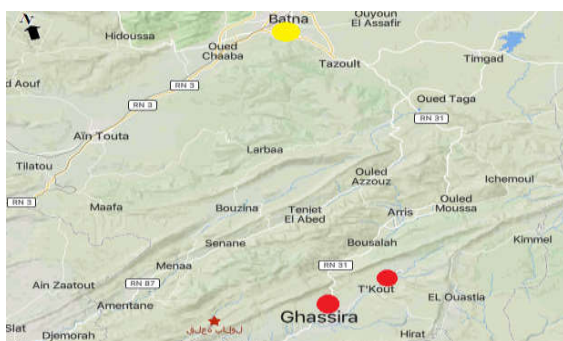 N
Batna
Ouyoun
El Assafir
Hidoussa
Oued
Chaaba
Tazoult
Timgad
d Aouf
RN 3
Oued Taga
RN 3
RN 31
Aïn Touta
Larbaa
Tilatou
Ouled
Azzouz
Ichemoul
RN 3
Maafa
Bouzina
Teniet
El Abed
Arris
Ouled
Moussa
Senane
Bousalah
Kimmel
Menaa
RN 31
Ain Zaatout
RN 87
T'Kout
Amentane
EL Ouastia
Ghassira
Slat
Djemorah
Hirat